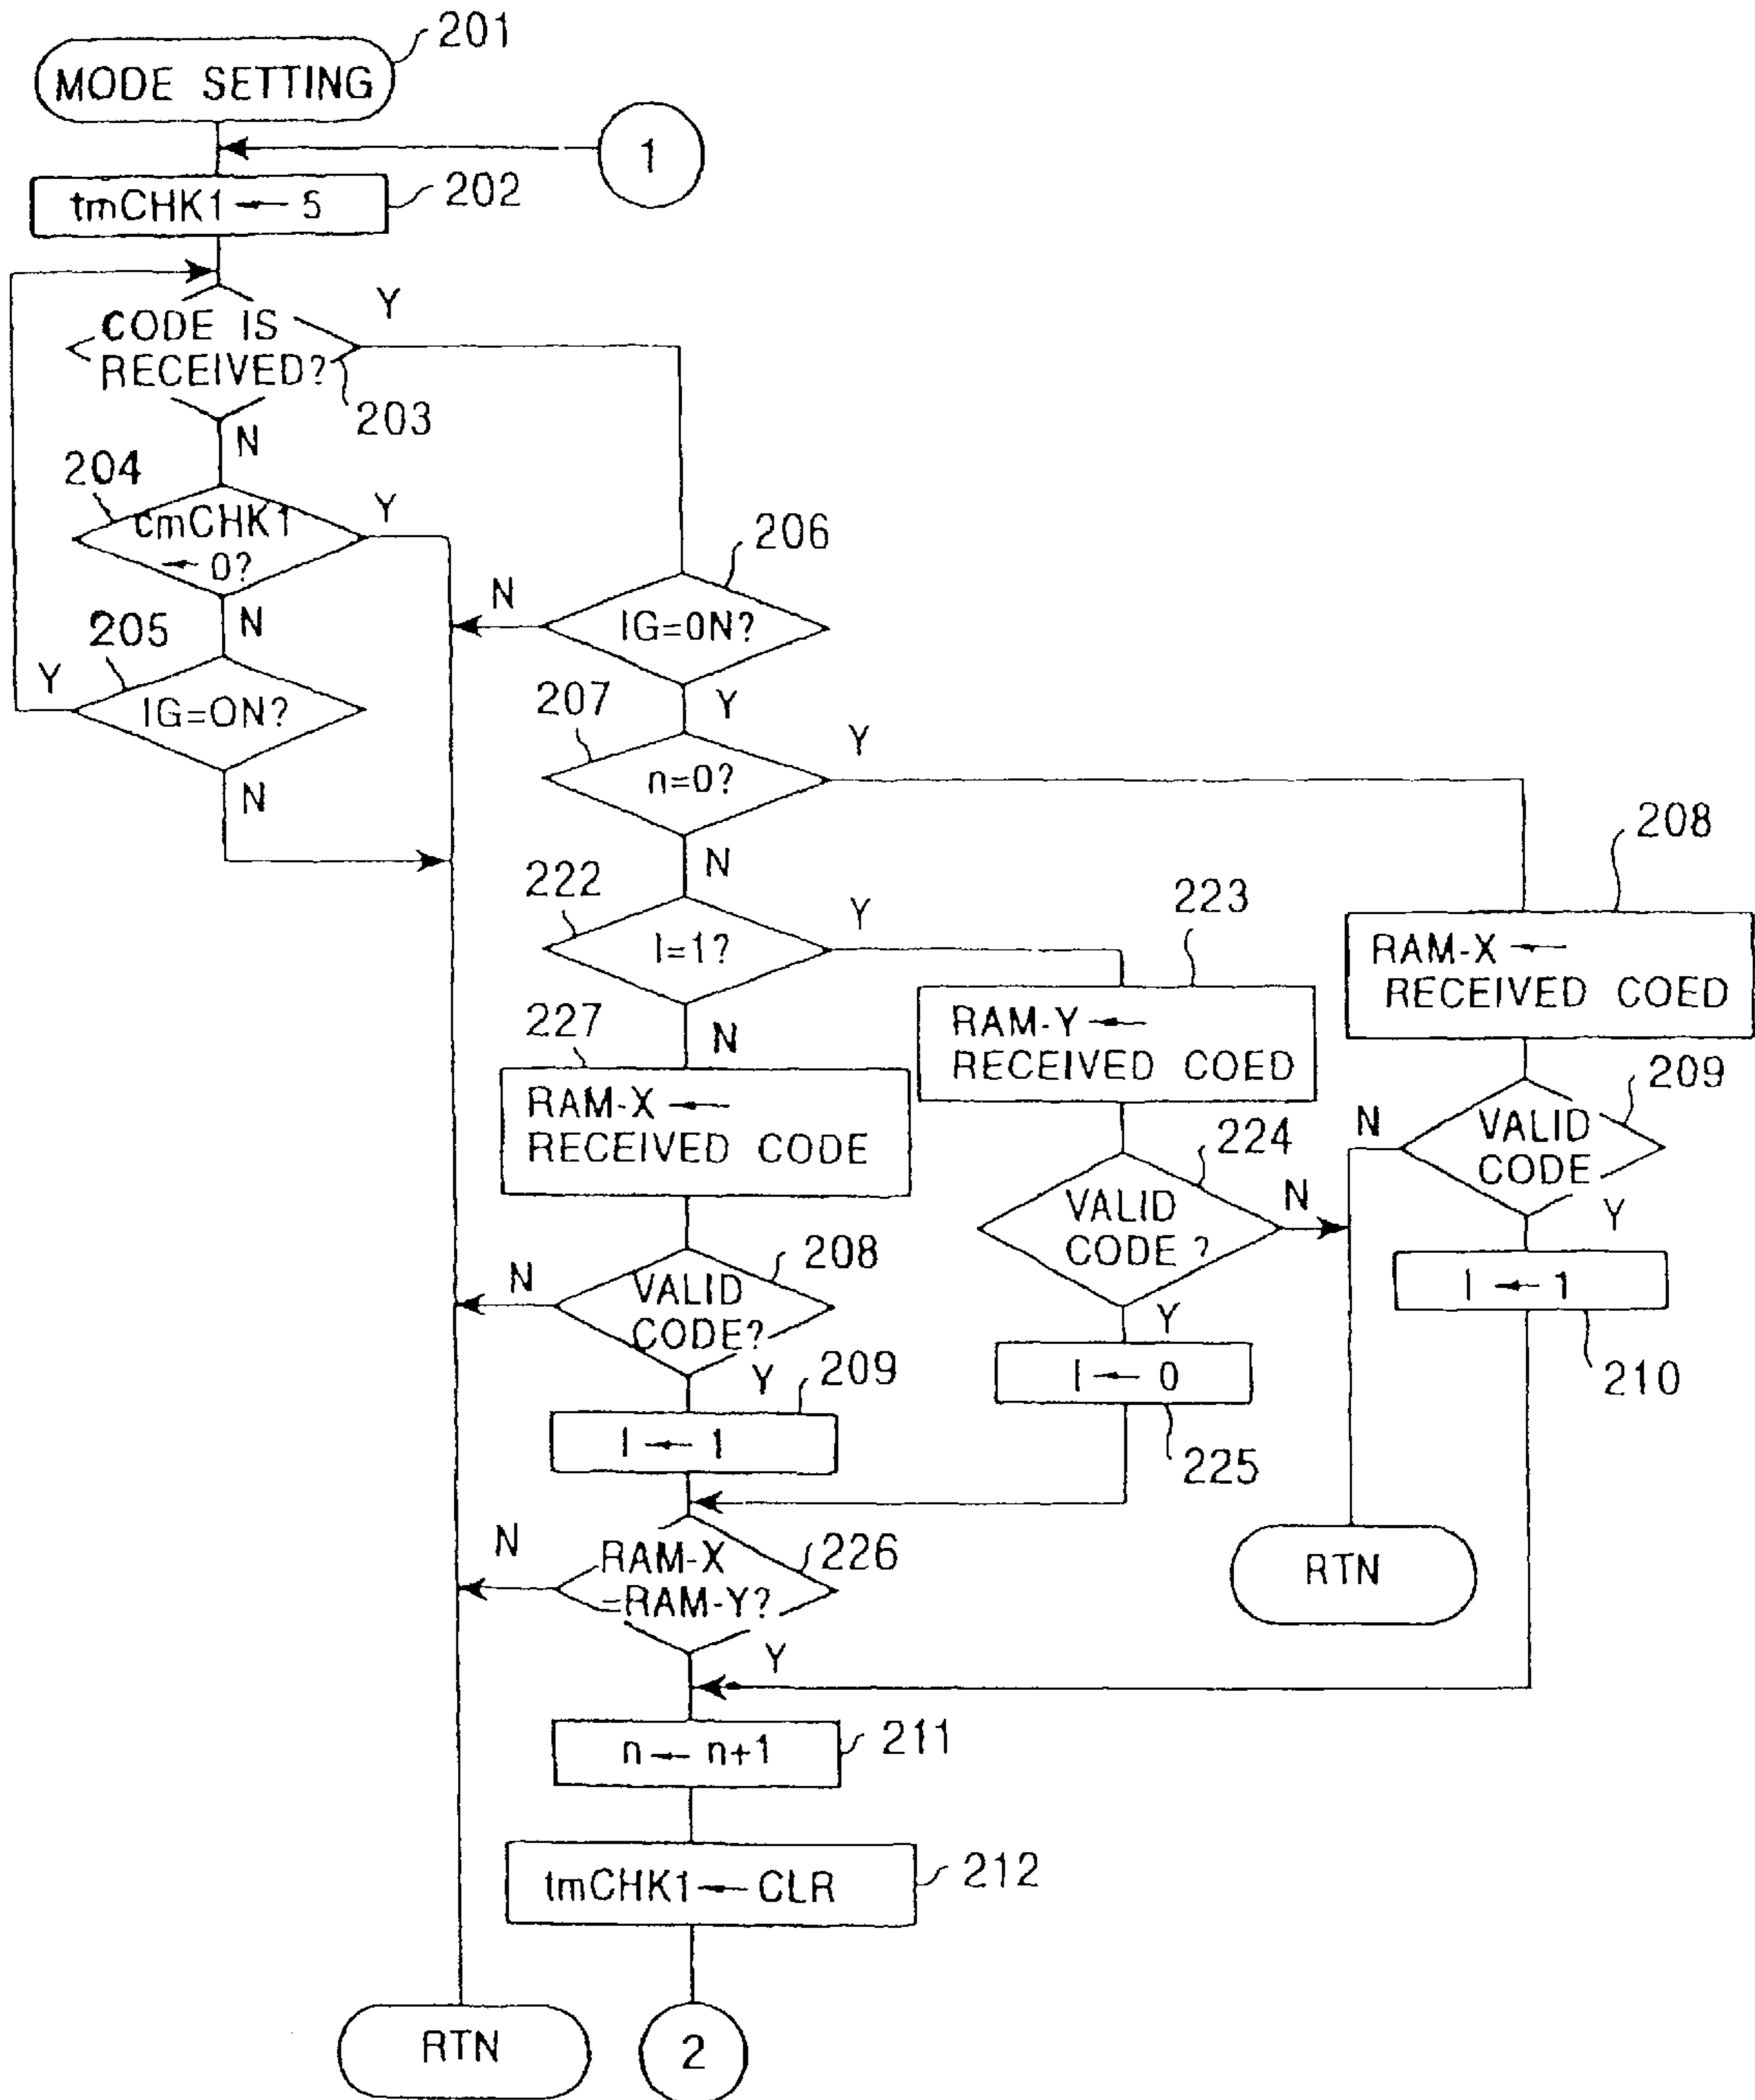 201
MODE SETTING
1
tmCHK1 ← 5
202
CODE IS
RECEIVED?
Y
203
N
204
cmCHK1
← 0?
Y
N
205
IG=ON?
Y
N
206
IG=0N?
N
Y
207
n=0?
Y
N
208
RAM-X ←
RECEIVED COED
222
l=1?
Y
N
223
RAM-Y ←
RECEIVED COED
227
RAM-X ←
RECEIVED CODE
209
VALID
CODE
N
Y
224
VALID
CODE ?
N
Y
208
VALID
CODE?
N
Y
l ← 1
210
l ← 0
225
209
l ← 1
226
RAM-X
=RAM-Y?
N
Y
RTN
n ← n+1
211
tmCHK1 ← CLR
212
RTN
2